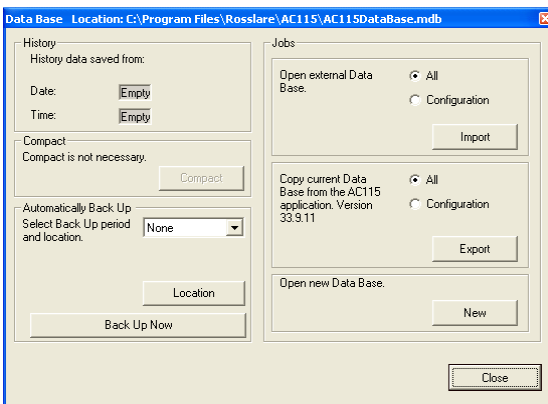 Data Base Location: C:\Program Files\Rosslare\AC115\AC115DataBase.mdb
History
History data saved from:
Date: Empty
Time: Empty
Compact
Compact is not necessary.
Compact
Automatically Back Up
Select Back Up period
and location.
None
Location
Back Up Now
Jobs
Open external Data
Base.
All
Configuration
Import
Copy current Data
Base from the AC115
application. Version
33.9.11
All
Configuration
Export
Open new Data Base.
New
Close